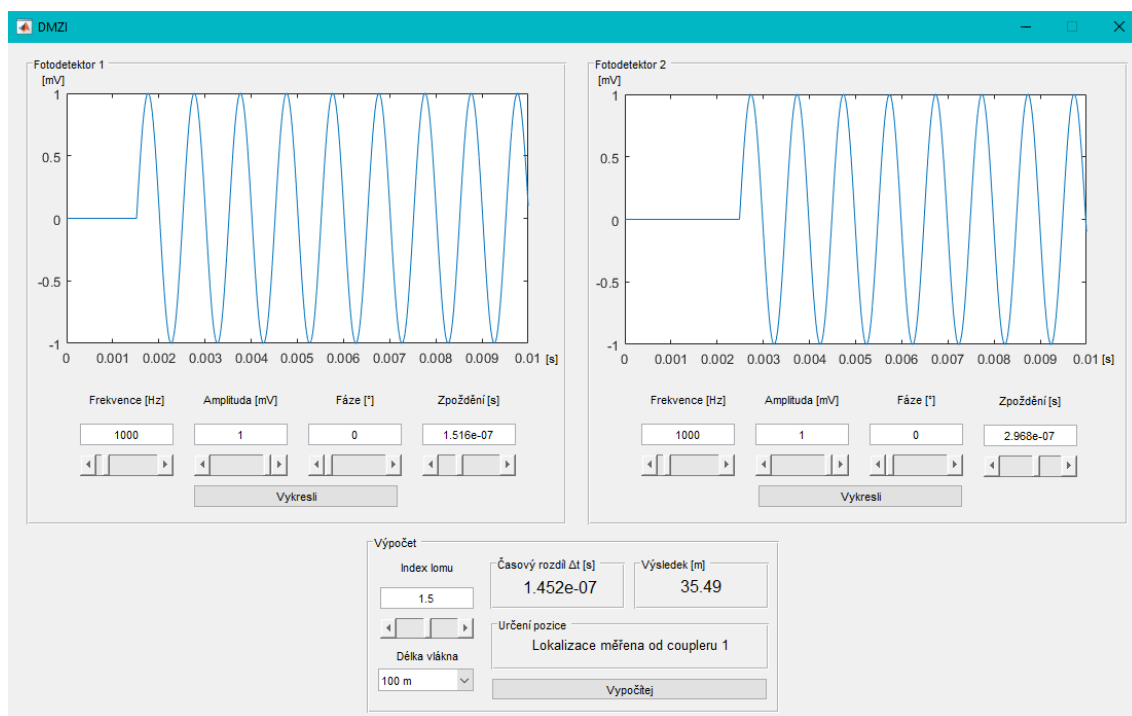 DMZI
Fotodetektor 1
[mV]
1
0.5
0
-0.5
-1
0 0.001 0.002 0.003 0.004 0.005 0.006 0.007 0.008 0.009 0.01 [s]
Frekvence [Hz] Amplituda [mV] Fáze [°] Zpoždění [s]
1000 1 0 1.516e-07
Vykresli
Fotodetektor 2
[mV]
1
0.5
0
-0.5
-1
0 0.001 0.002 0.003 0.004 0.005 0.006 0.007 0.008 0.009 0.01 [s]
Frekvence [Hz] Amplituda [mV] Fáze [°] Zpoždění [s]
1000 1 0 2.968e-07
Vykresli
Výpočet
Index lomu
1.5
Délka vlákna
100 m
Časový rozdíl Δt [s]
1.452e-07
Výsledek [m]
35.49
Určení pozice
Lokalizace měřena od coupleru 1
Vypočítej